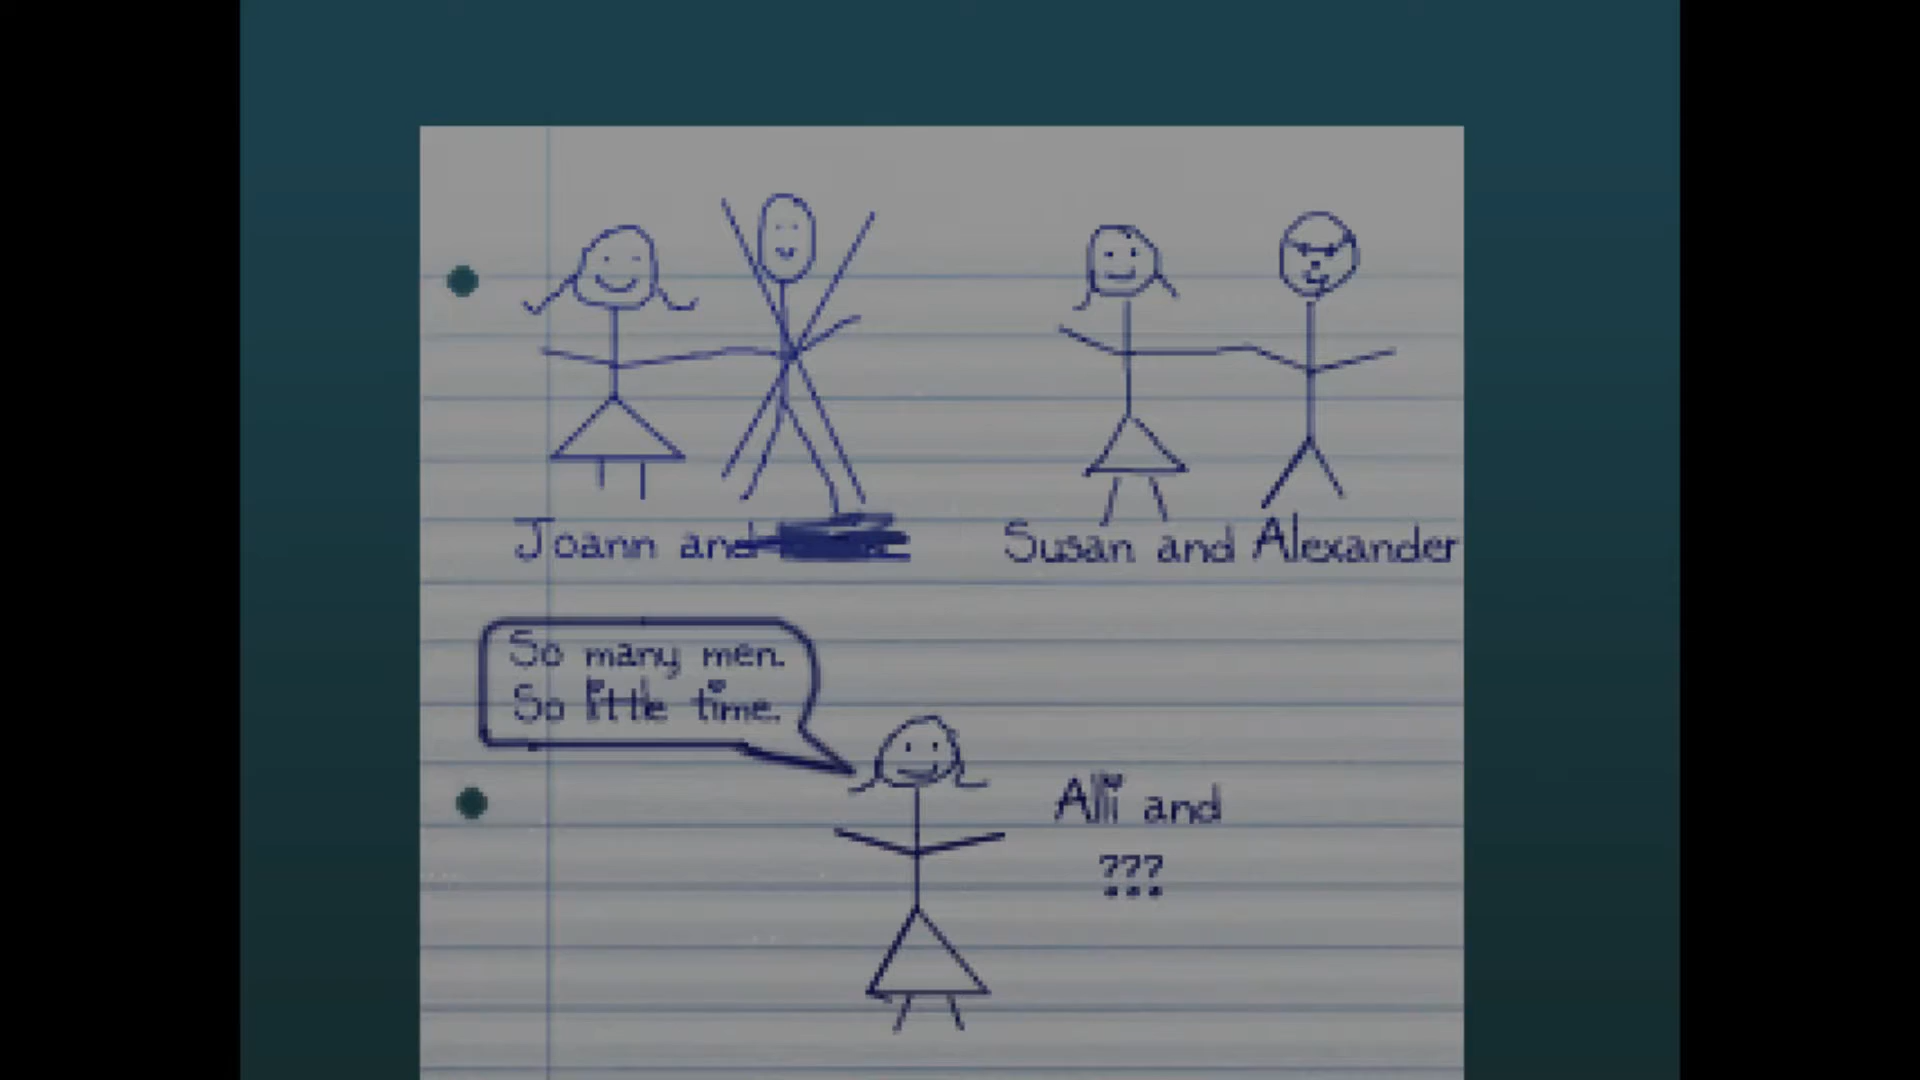 Joann and
Susan and Alexander
So many men.
So little time.
Alli and
???